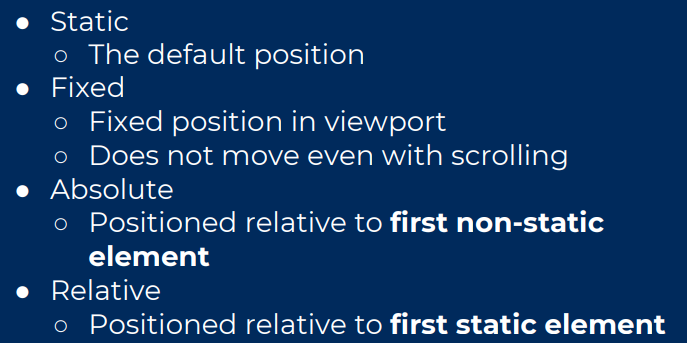 ● Static
○ The default position
● Fixed
○ Fixed position in viewport
○ Does not move even with scrolling
● Absolute
○ Positioned relative to first non-static
element
● Relative
○ Positioned relative to first static element